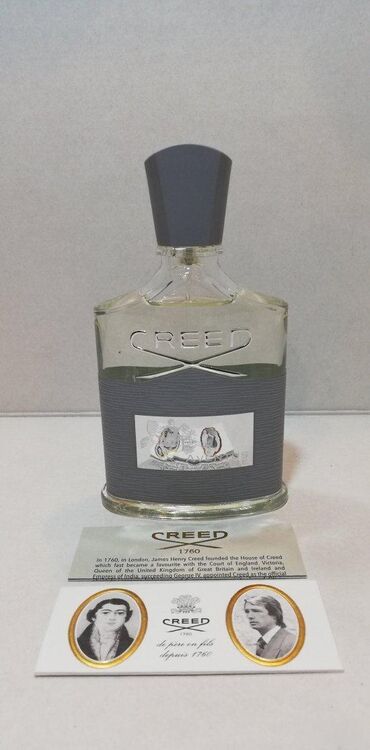 CREED
CREED
1760
In 1760, in London, James Henry Creed founded the House of Creed
which fast became a favourite with the Court of England. Victoria,
Queen of the United Kingdom of Great Britain and Ireland and
Empress of India, succeeding George IV, appointed Creed as the official
CREED
1760
de père en fils
depuis 1760